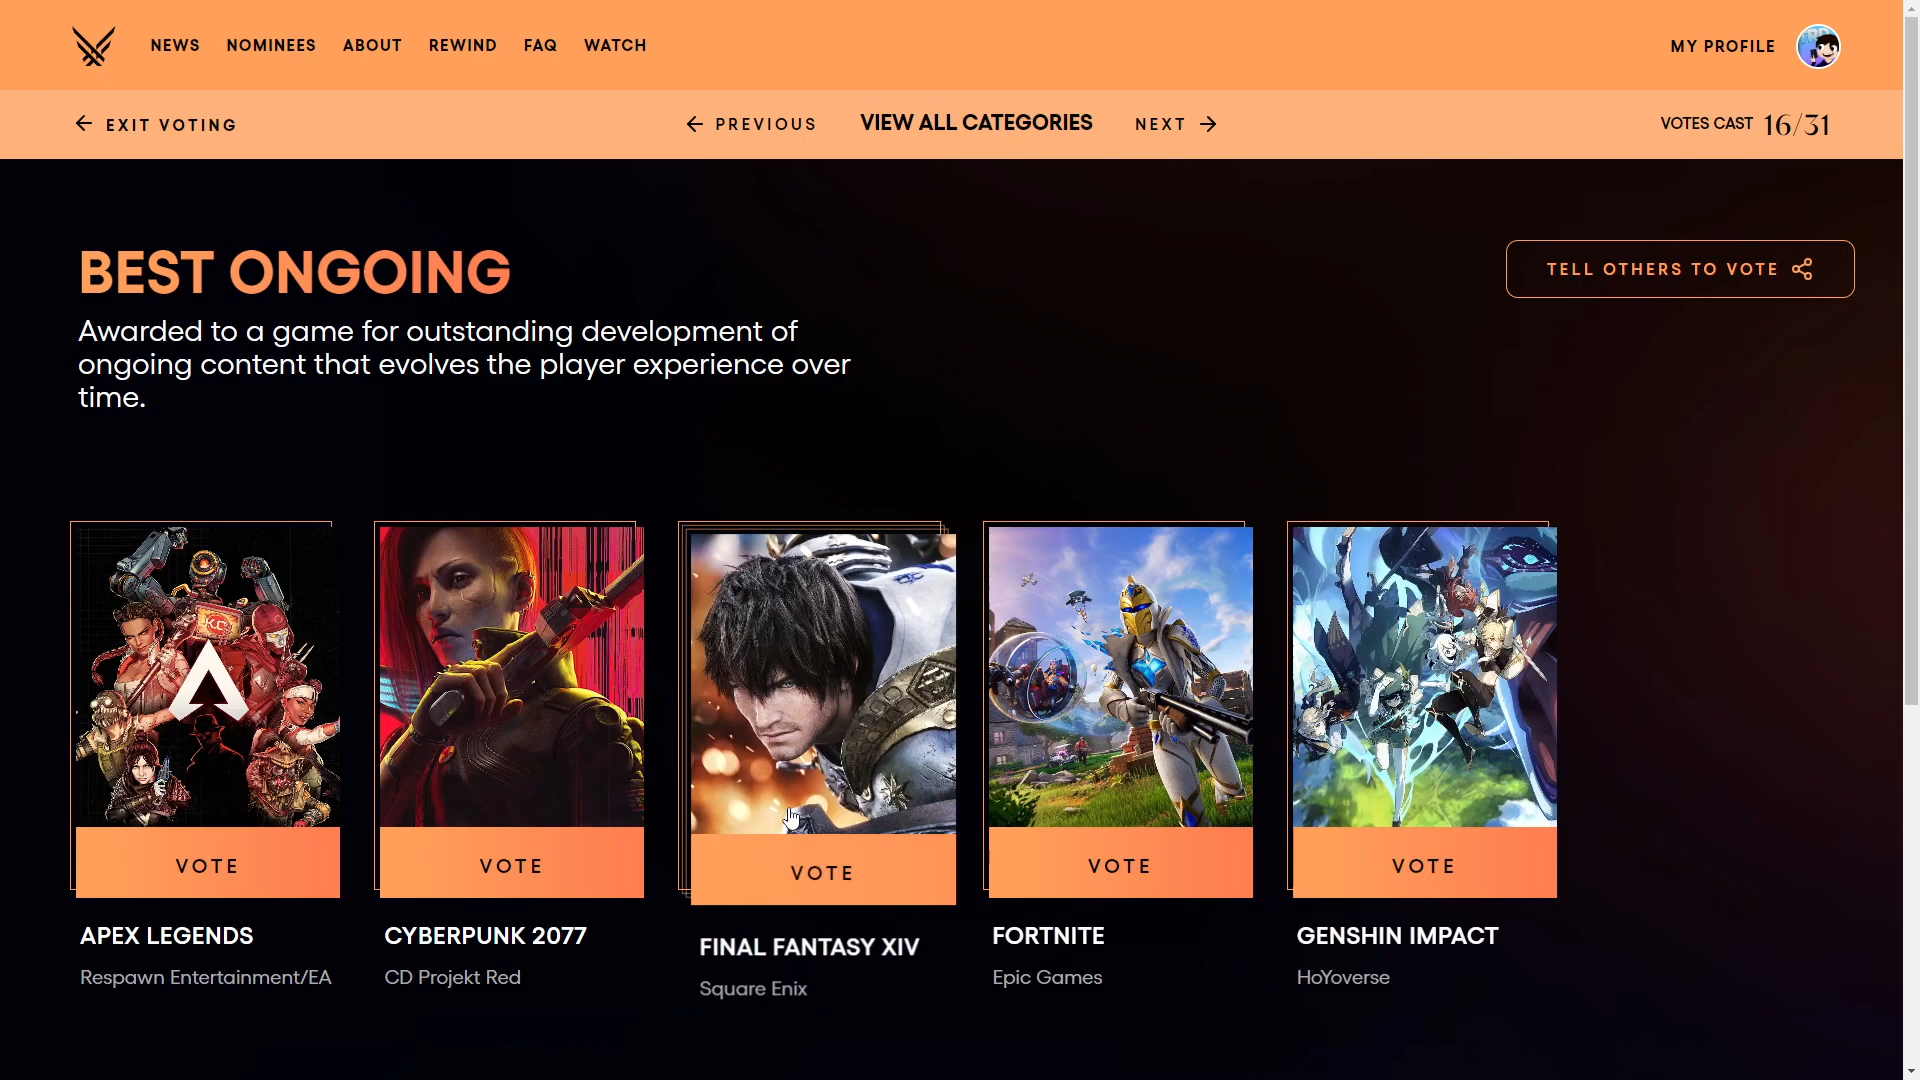 NEWS NOMINEES ABOUT REWIND FAQ WATCH
MY PROFILE
EXIT VOTING
PREVIOUS
VIEW ALL CATEGORIES
NEXT
VOTES CAST 16/31
BEST ONGOING
TELL OTHERS TO VOTE
Awarded to a game for outstanding development of
ongoing content that evolves the player experience over
time.
VOTE
VOTE
VOTE
VOTE
VOTE
APEX LEGENDS
Respawn Entertainment/EA
CYBERPUNK 2077
CD Projekt Red
FINAL FANTASY XIV
Square Enix
FORTNITE
Epic Games
GENSHIN IMPACT
HoYoverse